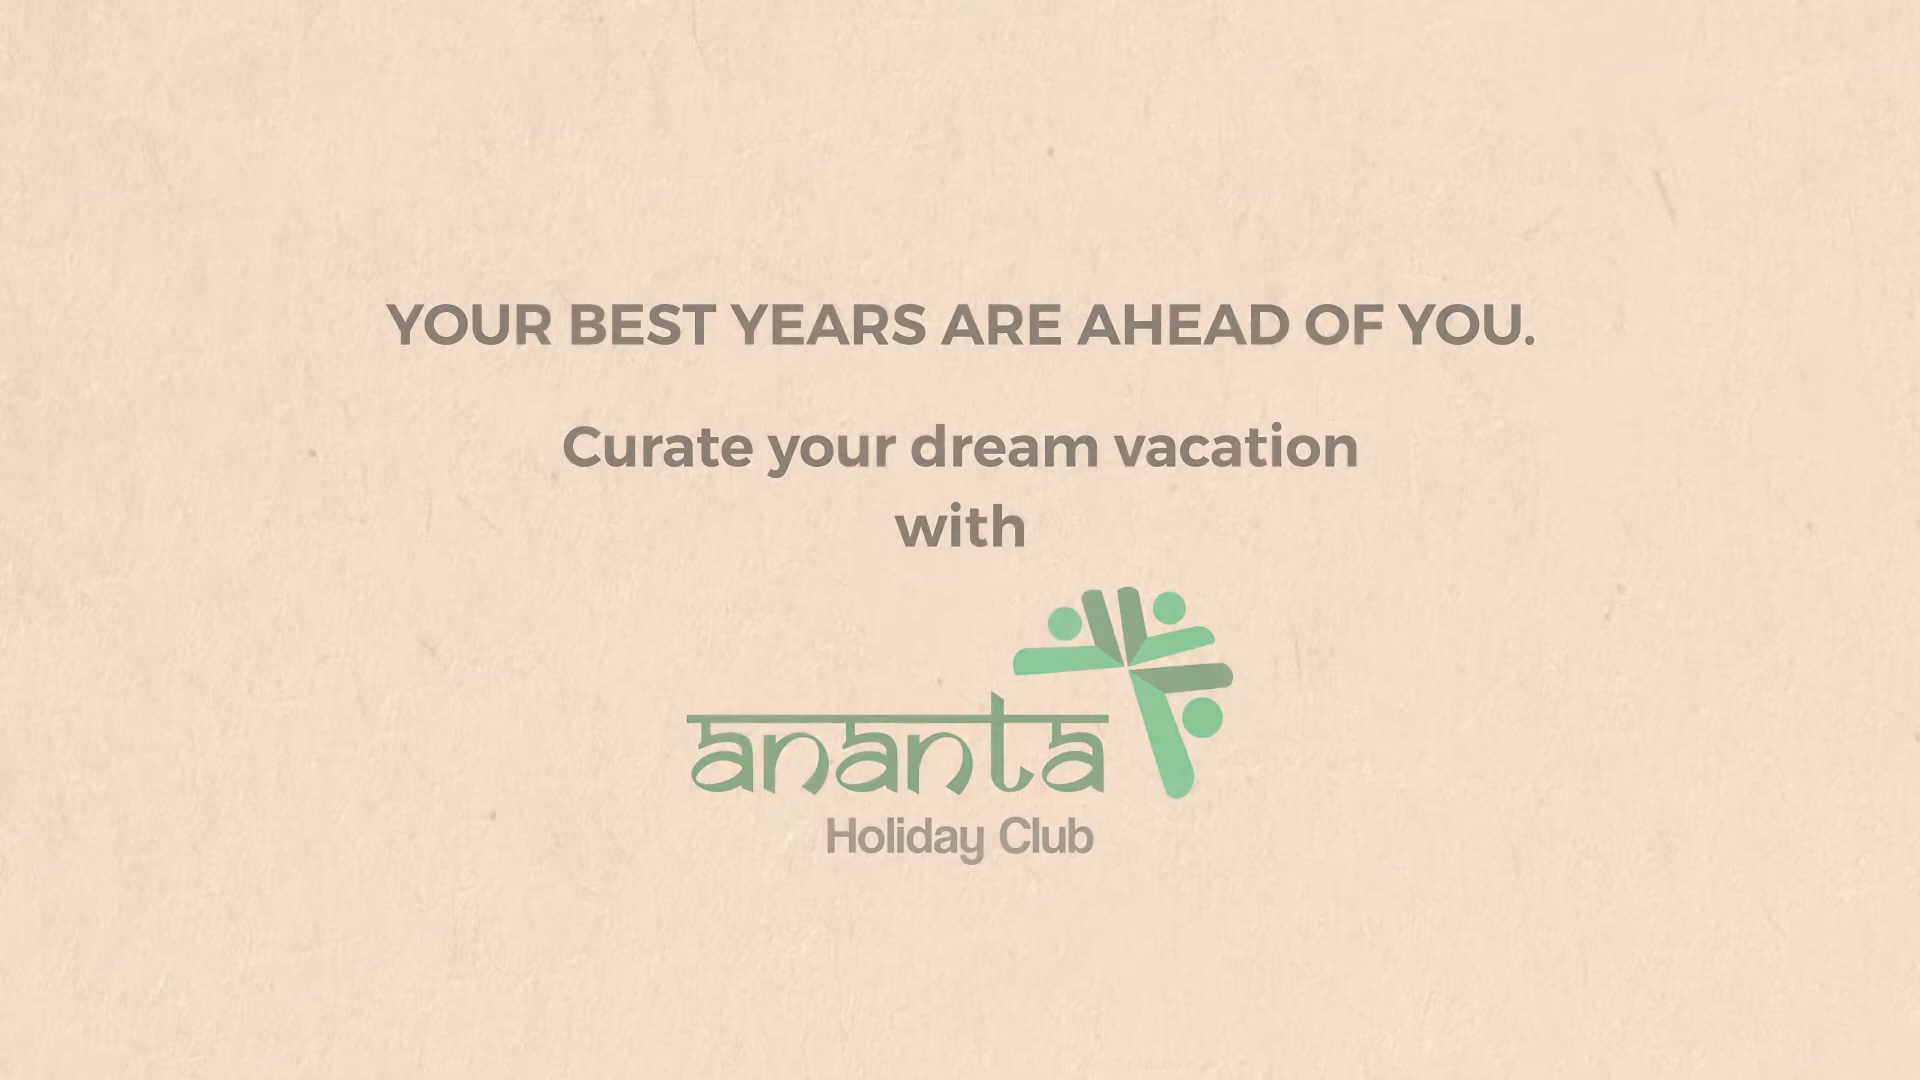 YOUR BEST YEARS ARE AHEAD OF YOU.
Curate your dream vacation
with
ananta
Holiday Club